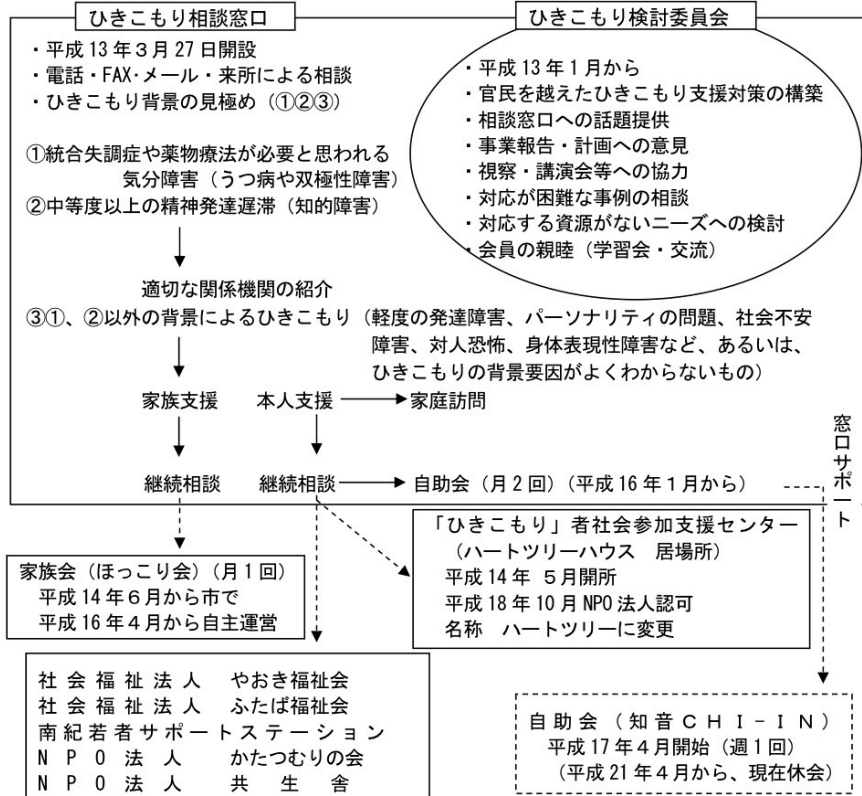 ひきこもり相談窓口
・平成13年3月27日開設
・電話・FAX・メール・来所による相談
・ひきこもり背景の見極め（①②③）
①統合失調症や薬物療法が必要と思われる
気分障害（うつ病や双極性障害）
②中等度以上の精神発達遅滞（知的障害）
適切な関係機関の紹介
ひきこもり検討委員会
・平成13年1月から
・官民を越えたひきこもり支援対策の構築
・相談窓口への話題提供
・事業報告・計画への意見
・視察・講演会等への協力
・対応が困難な事例の相談
・対応する資源がないニーズへの検討
・会員の親睦（学習会・交流）
③①、②以外の背景によるひきこもり（軽度の発達障害、パーソナリティの問題、社会不安
障害、対人恐怖、身体表現性障害など、あるいは、
ひきこもりの背景要因がよくわからないもの）
家族支援 本人支援 家庭訪問
継続相談 継続相談 自助会（月2回）（平成16年1月から）
窓口サポート
家族会（ほっこり会）（月1回）
平成14年6月から市で
平成16年4月から自主運営
「ひきこもり」者社会参加支援センター
（ハートツリーハウス 居場所）
平成14年 5月開所
平成18年10月NPO法人認可
名称 ハートツリーに変更
社会福祉法人 やおき福祉会
社会福祉法人 ふたば福祉会
南紀若者サポートステーション
NPO法人 かたつむりの会
NPO法人 共生舎
自助会（知音CHI-IN）
平成17年4月開始（週1回）
（平成21年4月から、現在休会）